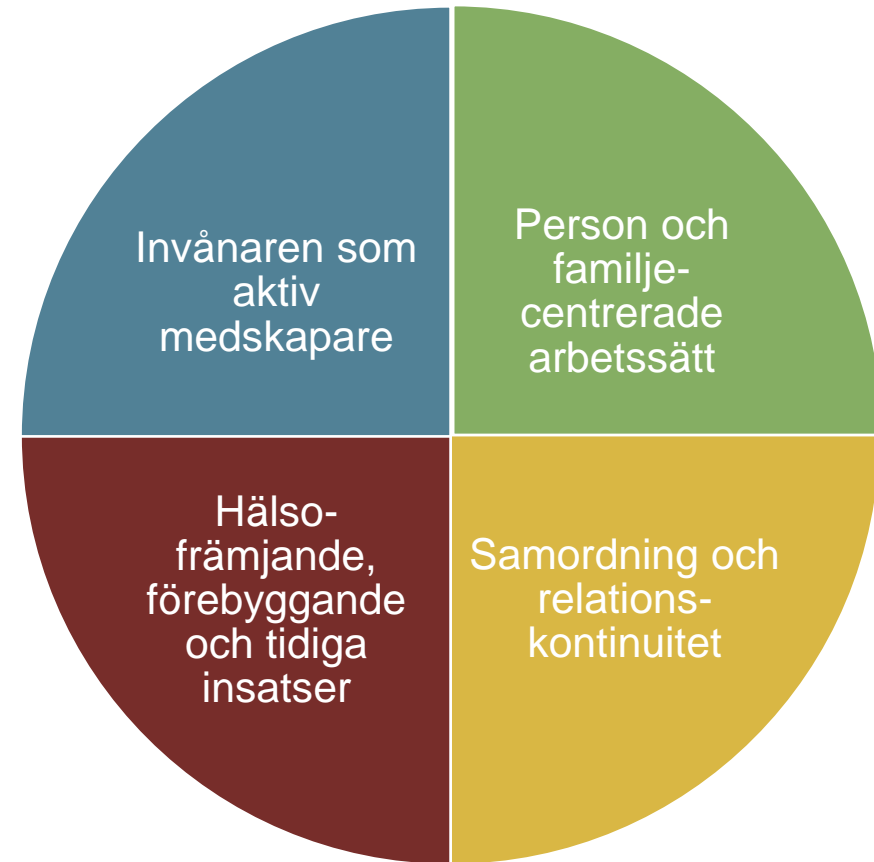 Invånaren som
aktiv
medskapare
Person och
familje-
centrerade
arbetssätt
Hälso-
främjande,
förebyggande
och tidiga
insatser
Samordning och
relations-
kontinuitet